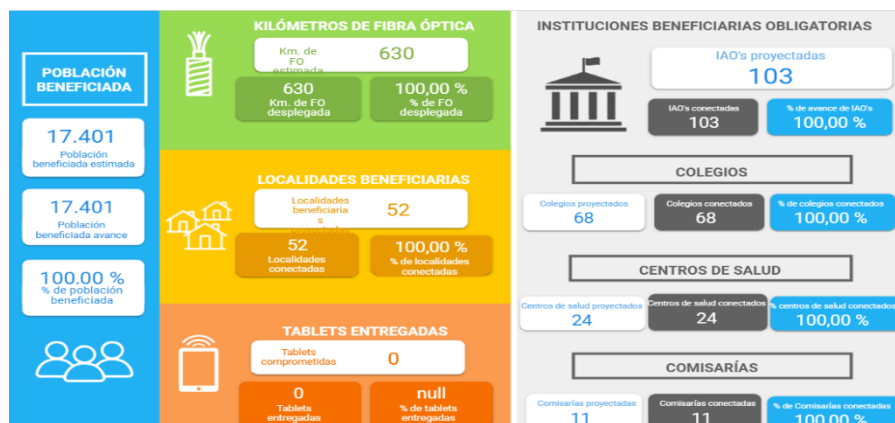 POBLACIÓN
BENEFICIADA
17.401
Población
beneficiada estimada
17.401
Población
beneficiada avance
100.00 %
% de población
beneficiada
KILÓMETROS DE FIBRA ÓPTICA
Km. de
FO
estimada
630
630
Km. de FO
desplegada
100,00 %
% de FO
desplegada
LOCALIDADES BENEFICIARIAS
Localidades
beneficiaria
s
52
52
Localidades
conectadas
100,00 %
% de localidades
conectadas
TABLETS ENTREGADAS
Tablets
comprometidas
0
0
Tablets
entregadas
null
% de tablets
entregadas
INSTITUCIONES BENEFICIARIAS OBLIGATORIAS
IAO's proyectadas
103
IAO's conectadas
103
% de avance de IAO's
100,00 %
COLEGIOS
Colegios proyectados
68
Colegios conectados
68
% de colegios conectados
100,00 %
CENTROS DE SALUD
Centros de salud proyectados
24
Centros de salud conectados
24
% centros de salud conectados
100,00 %
COMISARÍAS
Comisarías proyectadas
11
Comisarías conectadas
11
% de Comisarías conectadas
100,00 %